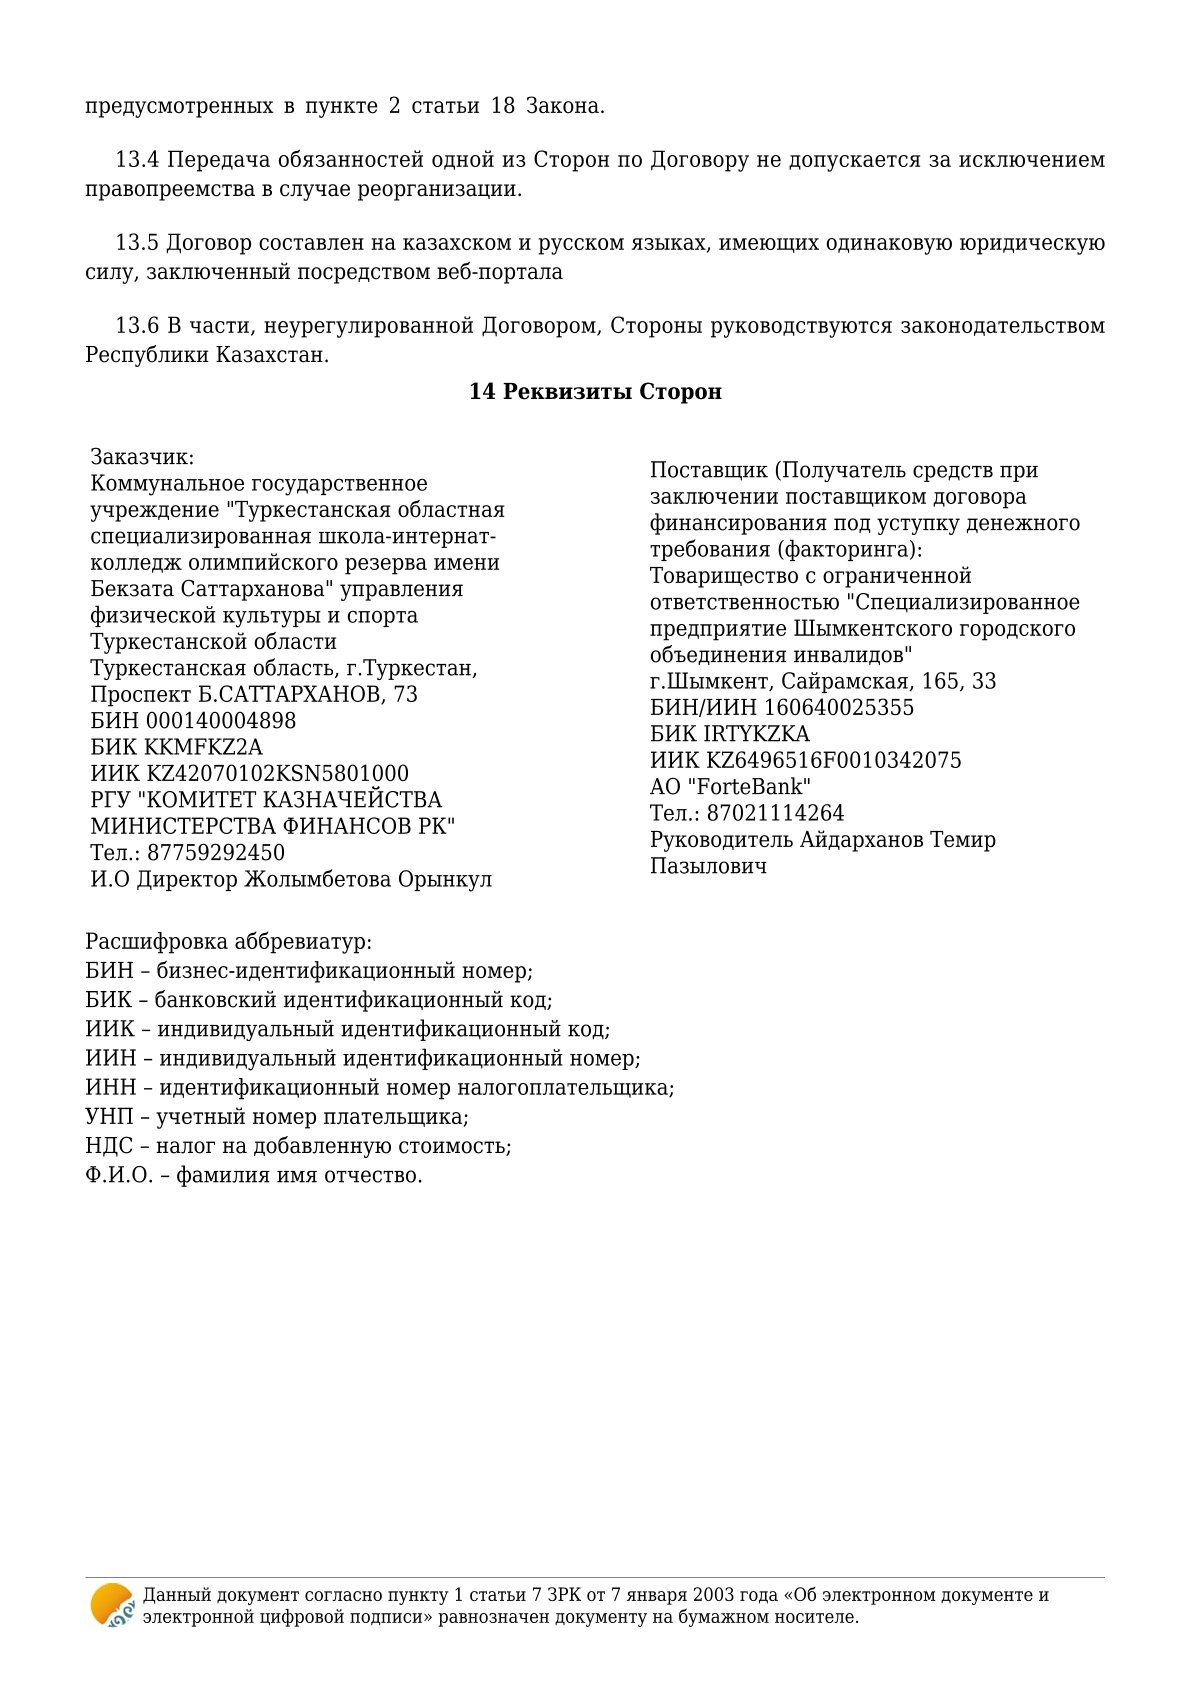 предусмотренных в пункте 2 статьи 18 Закона.
13.4 Передача обязанностей одной из Сторон по Договору не допускается за исключением
правопреемства в случае реорганизации.
13.5 Договор составлен на казахском и русском языках, имеющих одинаковую юридическую
силу, заключенный посредством веб-портала
13.6 В части, неурегулированной Договором, Стороны руководствуются законодательством
Республики Казахстан.
14 Реквизиты Сторон
Заказчик:
Коммунальное государственное
учреждение "Туркестанская областная
специализированная школа-интернат-
колледж олимпийского резерва имени
Бекзата Саттарханова" управления
физической культуры и спорта
Туркестанской области
Туркестанская область, г.Туркестан,
Проспект Б.САТТАРХАНОВ, 73
БИН 000140004898
БИК KKMFKZ2A
ИИК KZ42070102KSN5801000
РГУ "КОМИТЕТ КАЗНАЧЕЙСТВА
МИНИСТЕРСТВА ФИНАНСОВ РК"
Тел.: 87759292450
И.О Директор Жолымбетова Орынкул
Поставщик (Получатель средств при
заключении поставщиком договора
финансирования под уступку денежного
требования (факторинга):
Товарищество с ограниченной
ответственностью "Специализированное
предприятие Шымкентского городского
объединения инвалидов"
г.Шымкент, Сайрамская, 165, 33
БИН/ИИН 160640025355
БИК IRTYKZKA
ИИК KZ6496516F0010342075
АО "ForteBank"
Тел.: 87021114264
Руководитель Айдарханов Темир
Пазылович
Расшифровка аббревиатур:
БИН – бизнес-идентификационный номер;
БИК – банковский идентификационный код;
ИИК – индивидуальный идентификационный код;
ИИН – индивидуальный идентификационный номер;
ИНН – идентификационный номер налогоплательщика;
УНП – учетный номер плательщика;
НДС – налог на добавленную стоимость;
Ф.И.О. – фамилия имя отчество.
Данный документ согласно пункту 1 статьи 7 ЗРК от 7 января 2003 года «Об электронном документе и
электронной цифровой подписи» равнозначен документу на бумажном носителе.